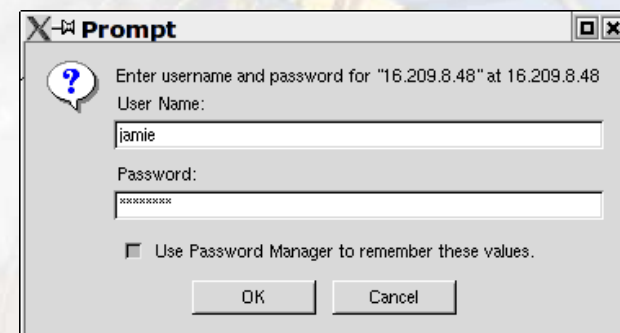 Prompt
Enter username and password for "16.209.8.48" at 16.209.8.48
User Name:
jamie
Password:
********
Use Password Manager to remember these values.
OK
Cancel